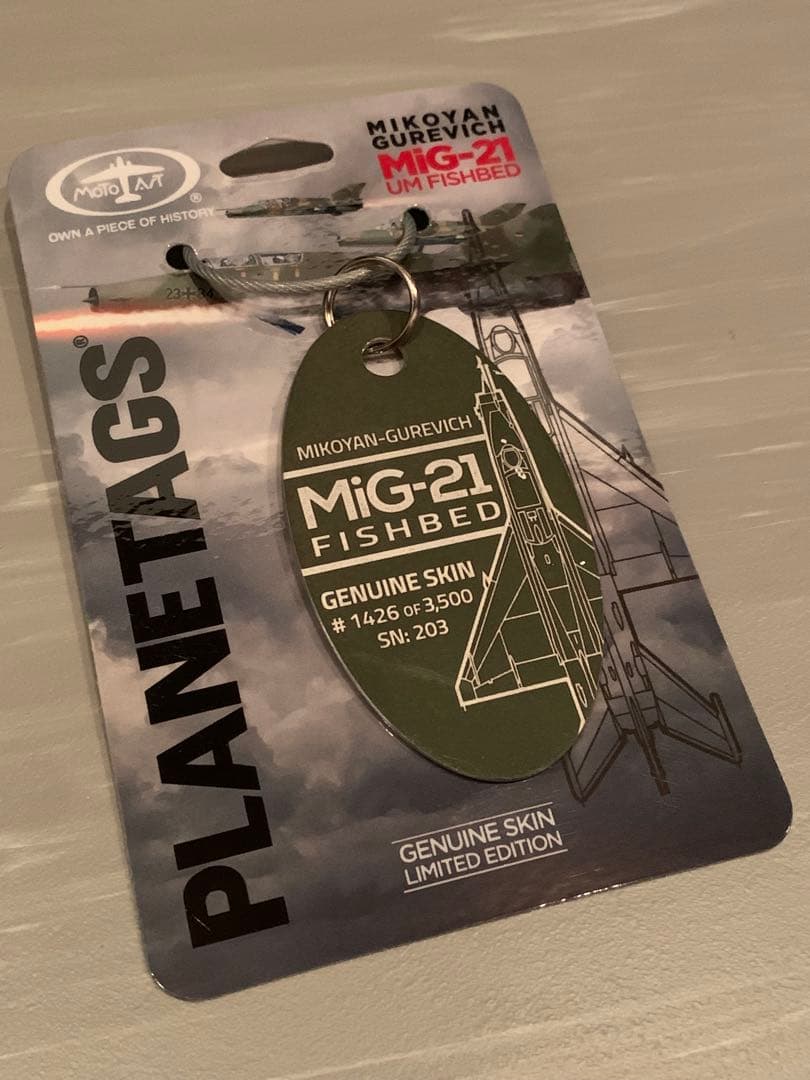 MOTO ART®
OWN A PIECE OF HISTORY
MIKOYAN
GUREVICH
MiG-21
UM FISHBED
PLANETAGS®
MIKOYAN-GUREVICH
MiG-21
FISHBED
GENUINE SKIN
# 1426 OF 3,500
SN: 203
GENUINE SKIN
LIMITED EDITION